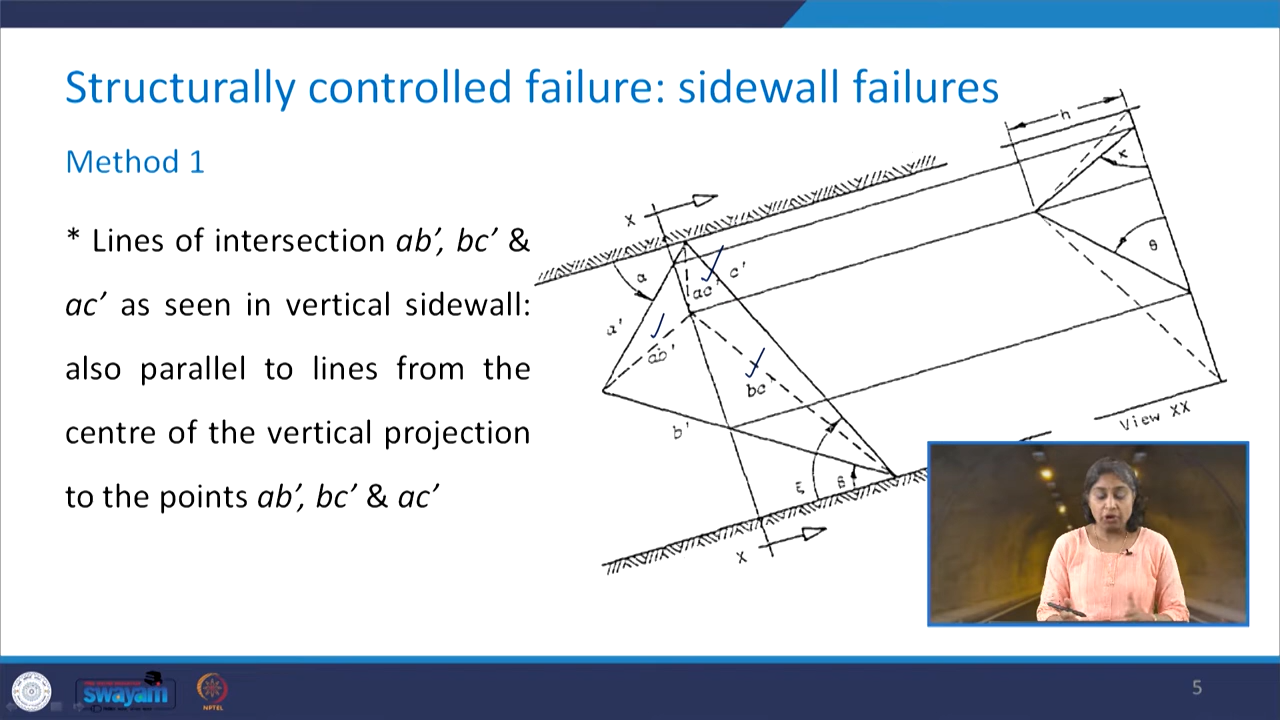 Structurally controlled failure: sidewall failures
Method 1
* Lines of intersection ab’, bc’ &
ac’ as seen in vertical sidewall:
also parallel to lines from the
centre of the vertical projection
to the points ab’, bc’ & ac’
h
X
α
a'
ab'
ac'
c'
bc
b'
ξ
β
X
θ
View XX
swayam
NPTEL
5